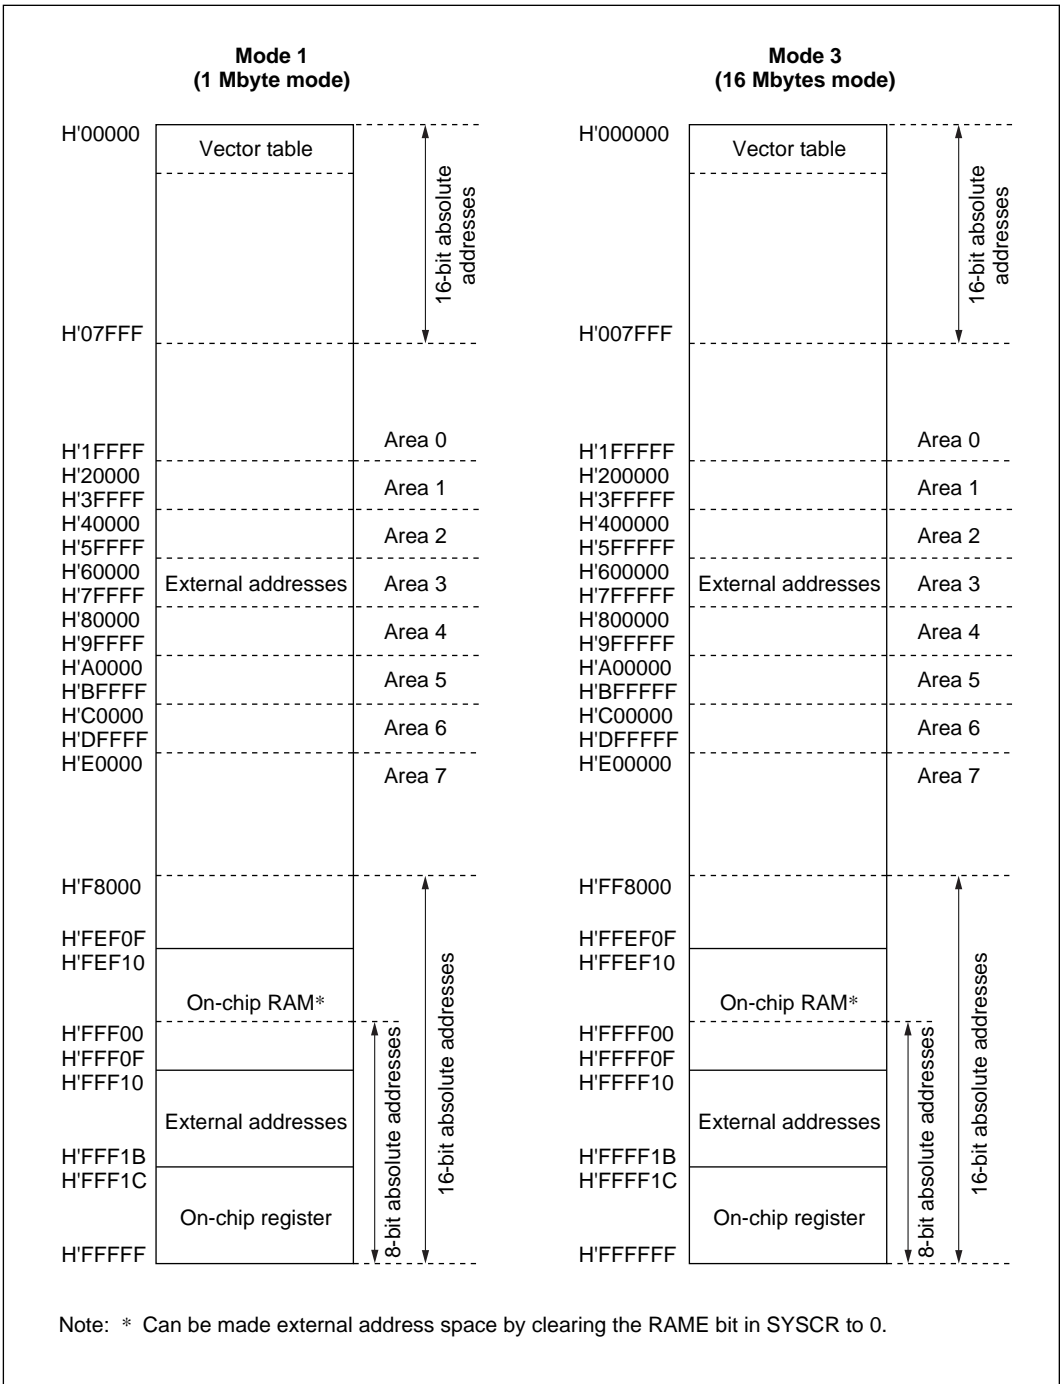 Mode 1
(1 Mbyte mode)
H'00000
Vector table
16-bit absolute
addresses
H'07FFF
Area 0
H'1FFFF
H'20000
Area 1
H'3FFFF
H'40000
Area 2
H'5FFFF
H'60000
External addresses
Area 3
H'7FFFF
H'80000
Area 4
H'9FFFF
H'A0000
Area 5
H'BFFFF
H'C0000
Area 6
H'DFFFF
H'E0000
Area 7
H'F8000
H'FEF0F
H'FEF10
On-chip RAM*
H'FFF00
H'FFF0F
H'FFF10
External addresses
H'FFF1B
H'FFF1C
On-chip register
H'FFFFF
8-bit absolute addresses
16-bit absolute addresses
Mode 3
(16 Mbytes mode)
H'000000
Vector table
16-bit absolute
addresses
H'007FFF
Area 0
H'1FFFFF
H'200000
Area 1
H'3FFFFF
H'400000
Area 2
H'5FFFFF
H'600000
External addresses
Area 3
H'7FFFFF
H'800000
Area 4
H'9FFFFF
H'A00000
Area 5
H'BFFFFF
H'C00000
Area 6
H'DFFFFF
H'E00000
Area 7
H'FF8000
H'FFEF0F
H'FFEF10
On-chip RAM*
H'FFFF00
H'FFFF0F
H'FFFF10
External addresses
H'FFFF1B
H'FFFF1C
On-chip register
H'FFFFFF
8-bit absolute addresses
16-bit absolute addresses
Note: * Can be made external address space by clearing the RAME bit in SYSCR to 0.